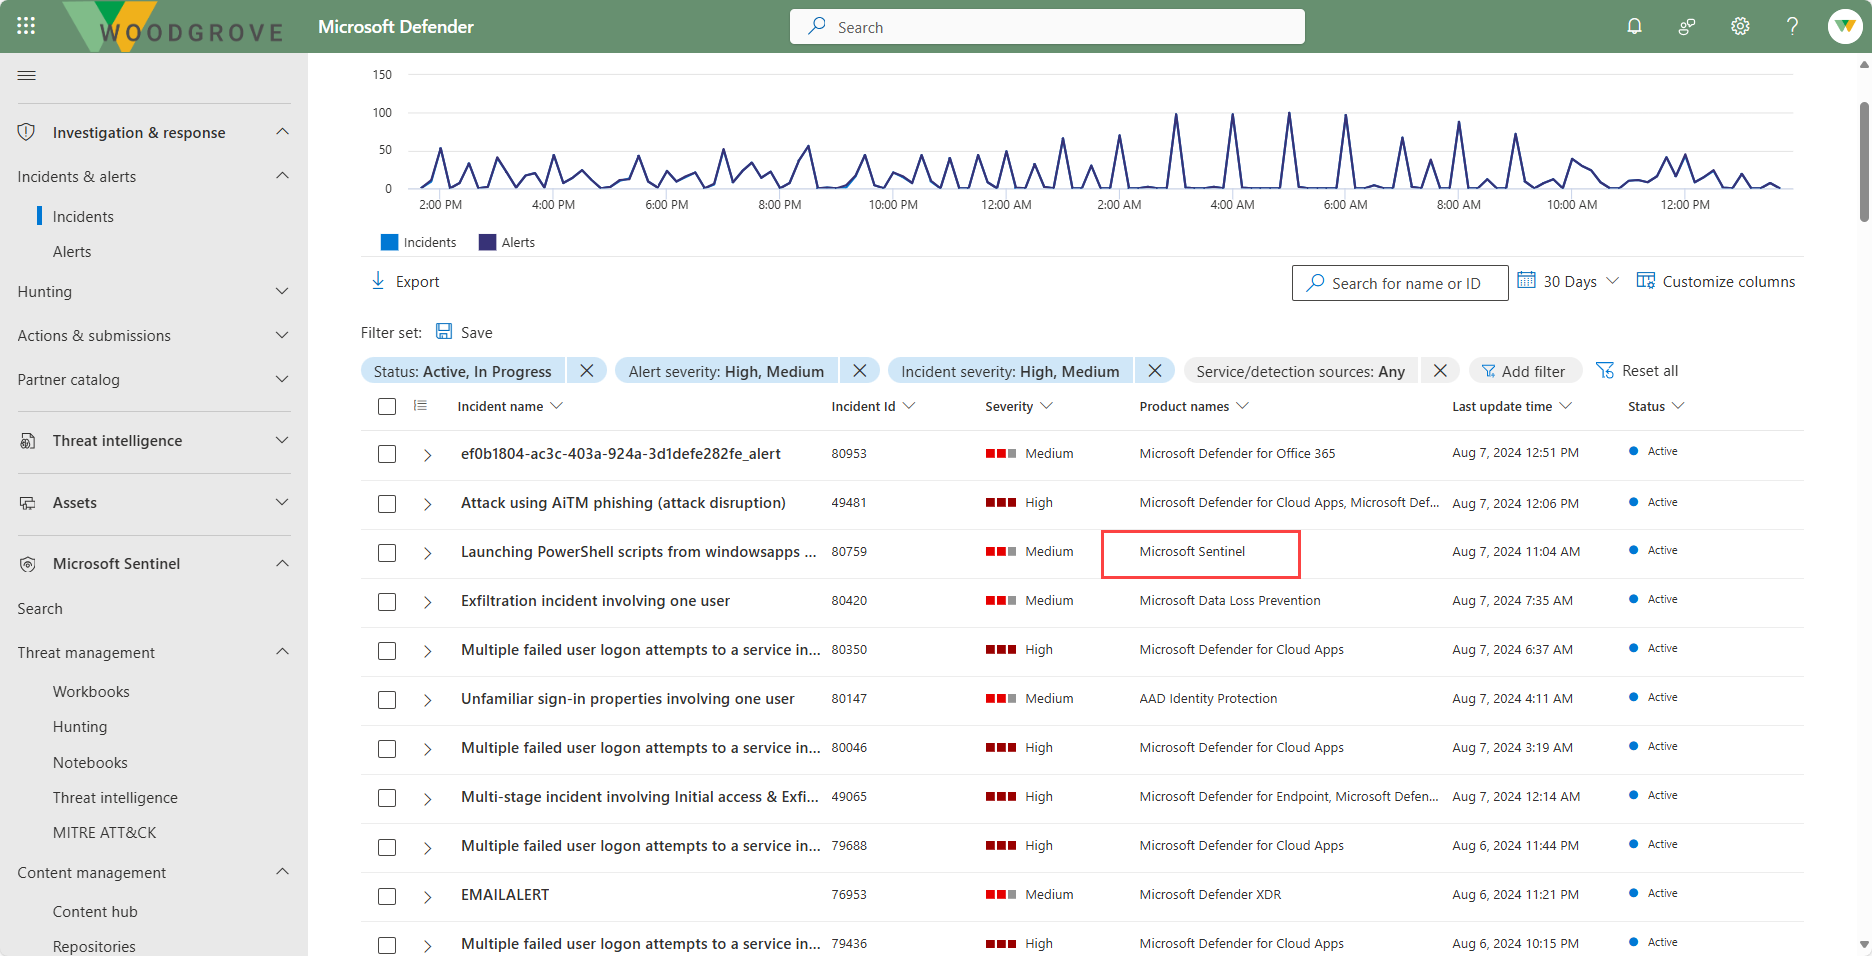 WOODGROVE Microsoft Defender Search
Investigation & response
Incidents & alerts
Incidents
Alerts
Hunting
Actions & submissions
Partner catalog
Threat intelligence
Assets
Microsoft Sentinel
Search
Threat management
Workbooks
Hunting
Notebooks
Threat intelligence
MITRE ATT&CK
Content management
Content hub
Repositories
150
100
50
0
2:00 PM 4:00 PM 6:00 PM 8:00 PM 10:00 PM 12:00 AM 2:00 AM 4:00 AM 6:00 AM 8:00 AM 10:00 AM 12:00 PM
Incidents Alerts
Export Search for name or ID 30 Days Customize columns
Filter set: Save
Status: Active, In Progress Alert severity: High, Medium Incident severity: High, Medium Service/detection sources: Any Add filter Reset all
Incident name Incident Id Severity Product names Last update time Status
ef0b1804-ac3c-403a-924a-3d1defe282fe_alert 80953 Medium Microsoft Defender for Office 365 Aug 7, 2024 12:51 PM Active
Attack using AiTM phishing (attack disruption) 49481 High Microsoft Defender for Cloud Apps, Microsoft Def... Aug 7, 2024 12:06 PM Active
Launching PowerShell scripts from windowsapps ... 80759 Medium Microsoft Sentinel Aug 7, 2024 11:04 AM Active
Exfiltration incident involving one user 80420 Medium Microsoft Data Loss Prevention Aug 7, 2024 7:35 AM Active
Multiple failed user logon attempts to a service in... 80350 High Microsoft Defender for Cloud Apps Aug 7, 2024 6:37 AM Active
Unfamiliar sign-in properties involving one user 80147 Medium AAD Identity Protection Aug 7, 2024 4:11 AM Active
Multiple failed user logon attempts to a service in... 80046 High Microsoft Defender for Cloud Apps Aug 7, 2024 3:19 AM Active
Multi-stage incident involving Initial access & Exfi... 49065 High Microsoft Defender for Endpoint, Microsoft Defen... Aug 7, 2024 12:14 AM Active
Multiple failed user logon attempts to a service in... 79688 High Microsoft Defender for Cloud Apps Aug 6, 2024 11:44 PM Active
EMAILALERT 76953 Medium Microsoft Defender XDR Aug 6, 2024 11:21 PM Active
Multiple failed user logon attempts to a service in... 79436 High Microsoft Defender for Cloud Apps Aug 6, 2024 10:15 PM Active